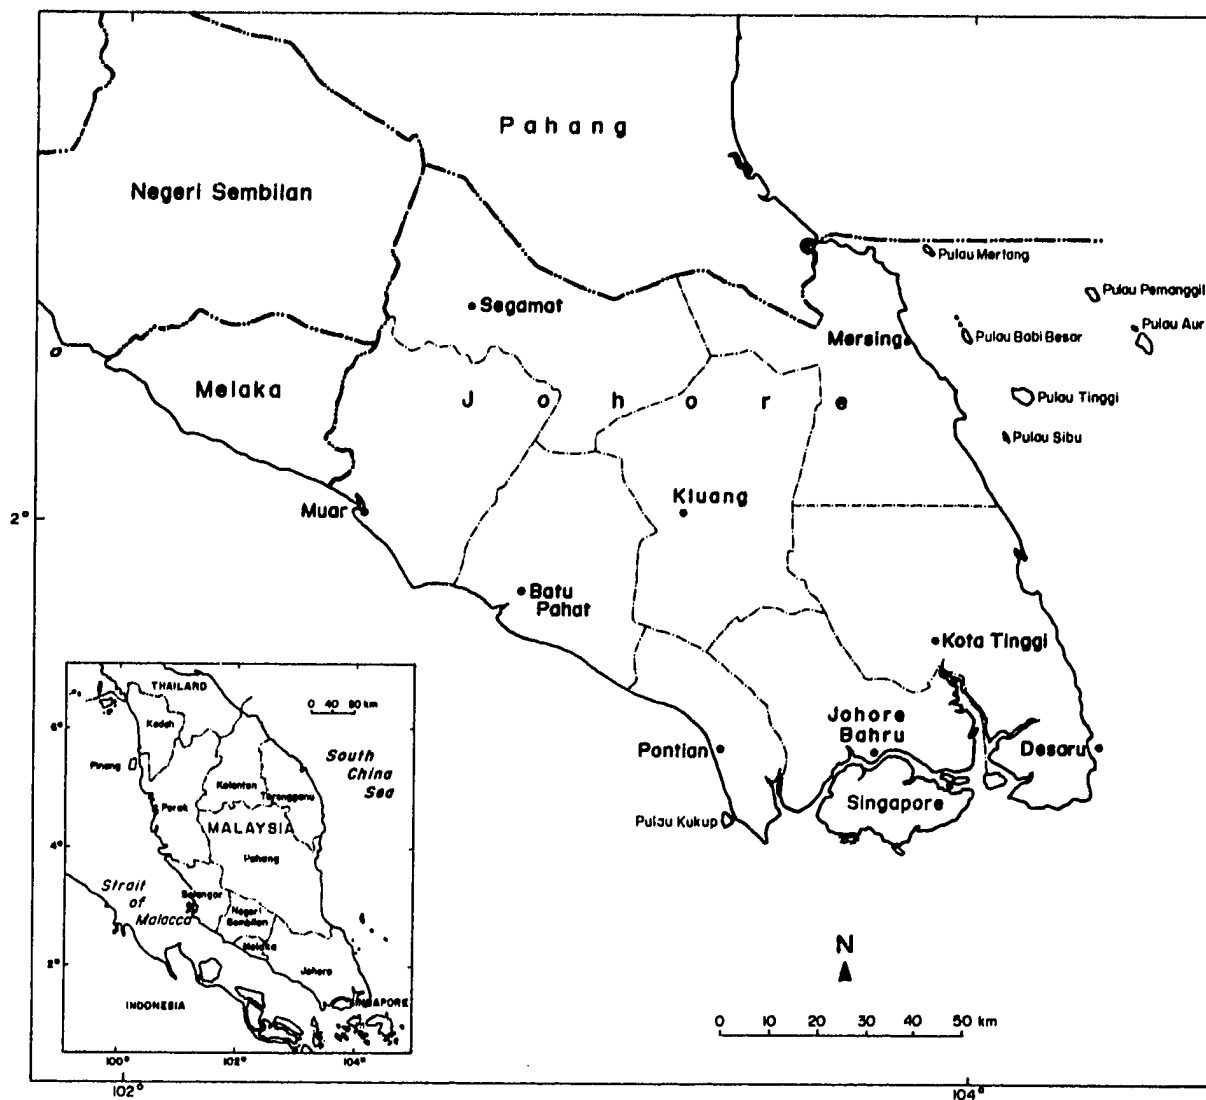 Pahang
Negeri Sembilan
Pulau Mertang
Segamat
Pulau Pemanggil
Pulau Aur
Mersing
Pulau Babi Besar
Melaka
Johore
Pulau Tinggi
Pulau Sibu
Kluang
Muar
2°
Batu
Pahat
Kota Tinggi
Johore
Bahru
Pontian
Desaru
Singapore
Pulau Kukup
N
0 10 20 30 40 50 km
102°
104°
THAILAND
0 40 80 km
6°
Kedah
South
China
Sea
Pinang
Kelantan
Terengganu
Perak
MALAYSIA
4°
Pahang
Strait
of
Malacca
Selangor
Negeri
Sembilan
Melaka
2°
Johore
INDONESIA
SINGAPORE
100°
102°
104°